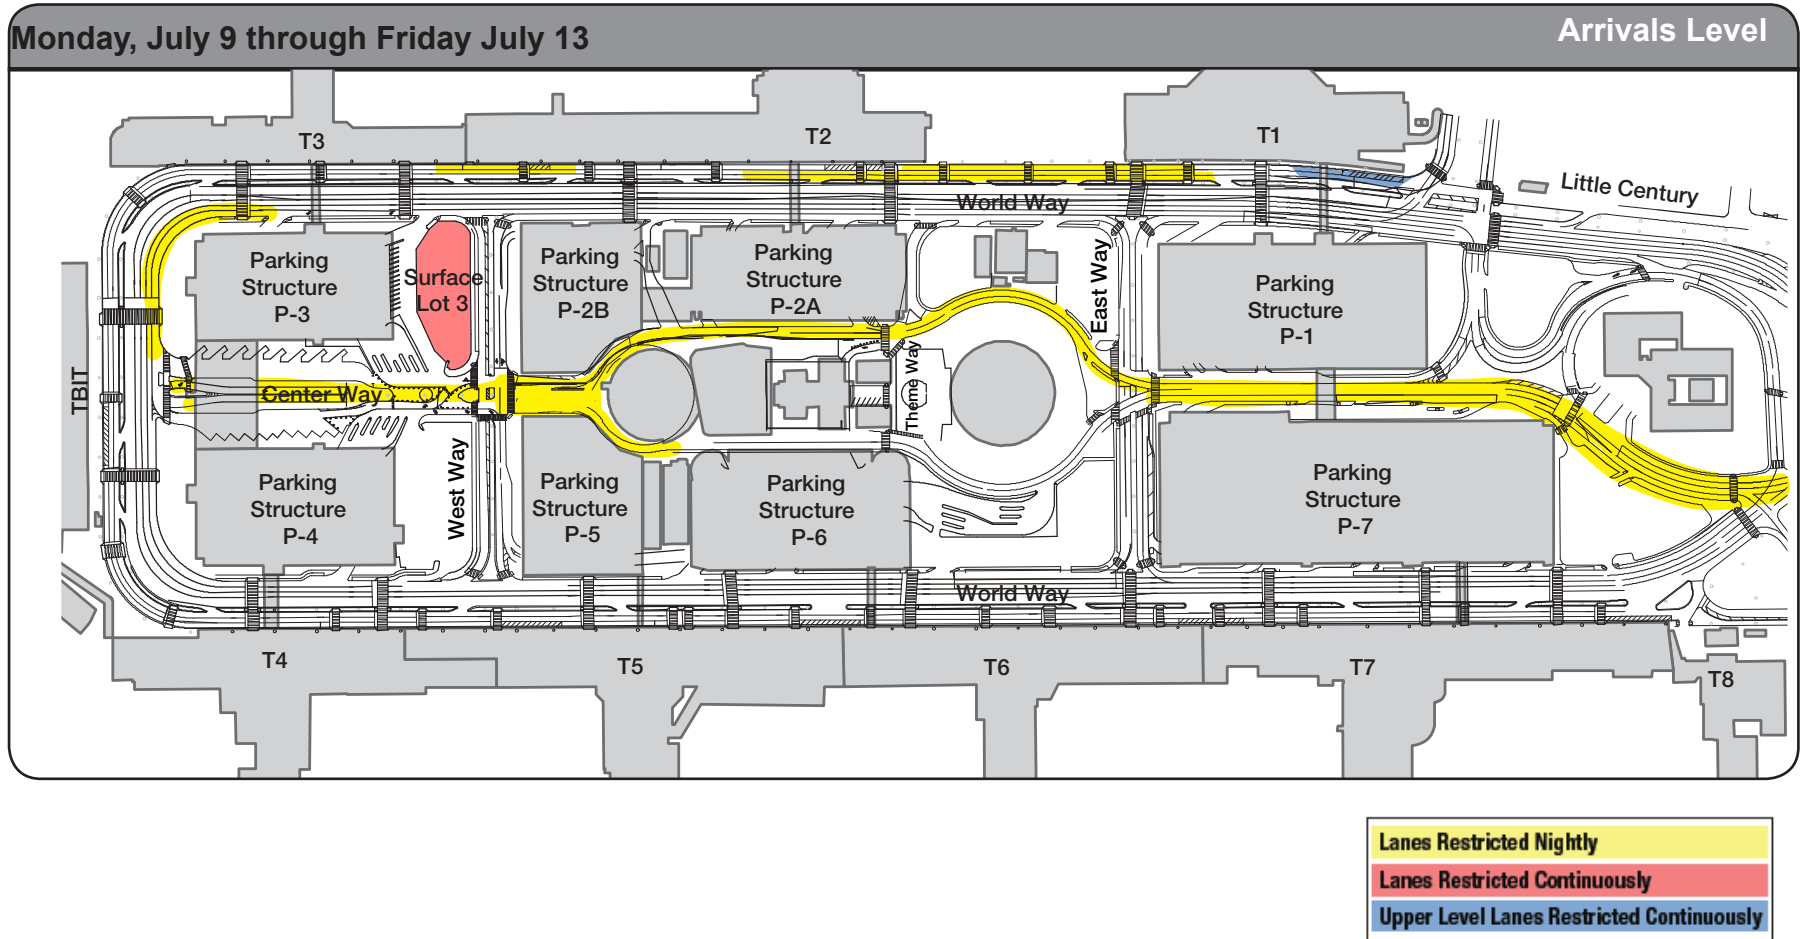 Monday, July 9 through Friday July 13
Arrivals Level
T3
T2
T1
Little Century
World Way
Parking
Structure
P-3
Surface
Lot 3
Parking
Structure
P-2B
Parking
Structure
P-2A
East Way
Parking
Structure
P-1
TBIT
Center Way
Theme Way
West Way
Parking
Structure
P-4
Parking
Structure
P-5
Parking
Structure
P-6
Parking
Structure
P-7
World Way
T4
T5
T6
T7
T8
Lanes Restricted Nightly
Lanes Restricted Continuously
Upper Level Lanes Restricted Continuously